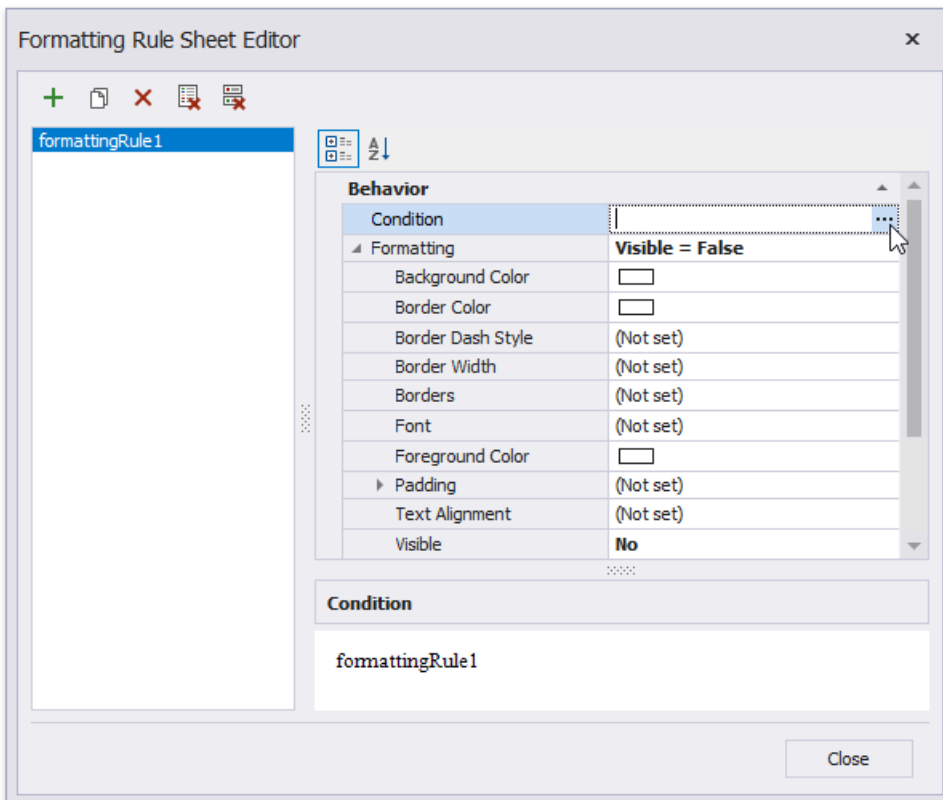 Formatting Rule Sheet Editor
formattingRule1
Behavior
Condition
Formatting Visible = False
Background Color
Border Color
Border Dash Style (Not set)
Border Width (Not set)
Borders (Not set)
Font (Not set)
Foreground Color
Padding (Not set)
Text Alignment (Not set)
Visible No
Condition
formattingRule1
Close